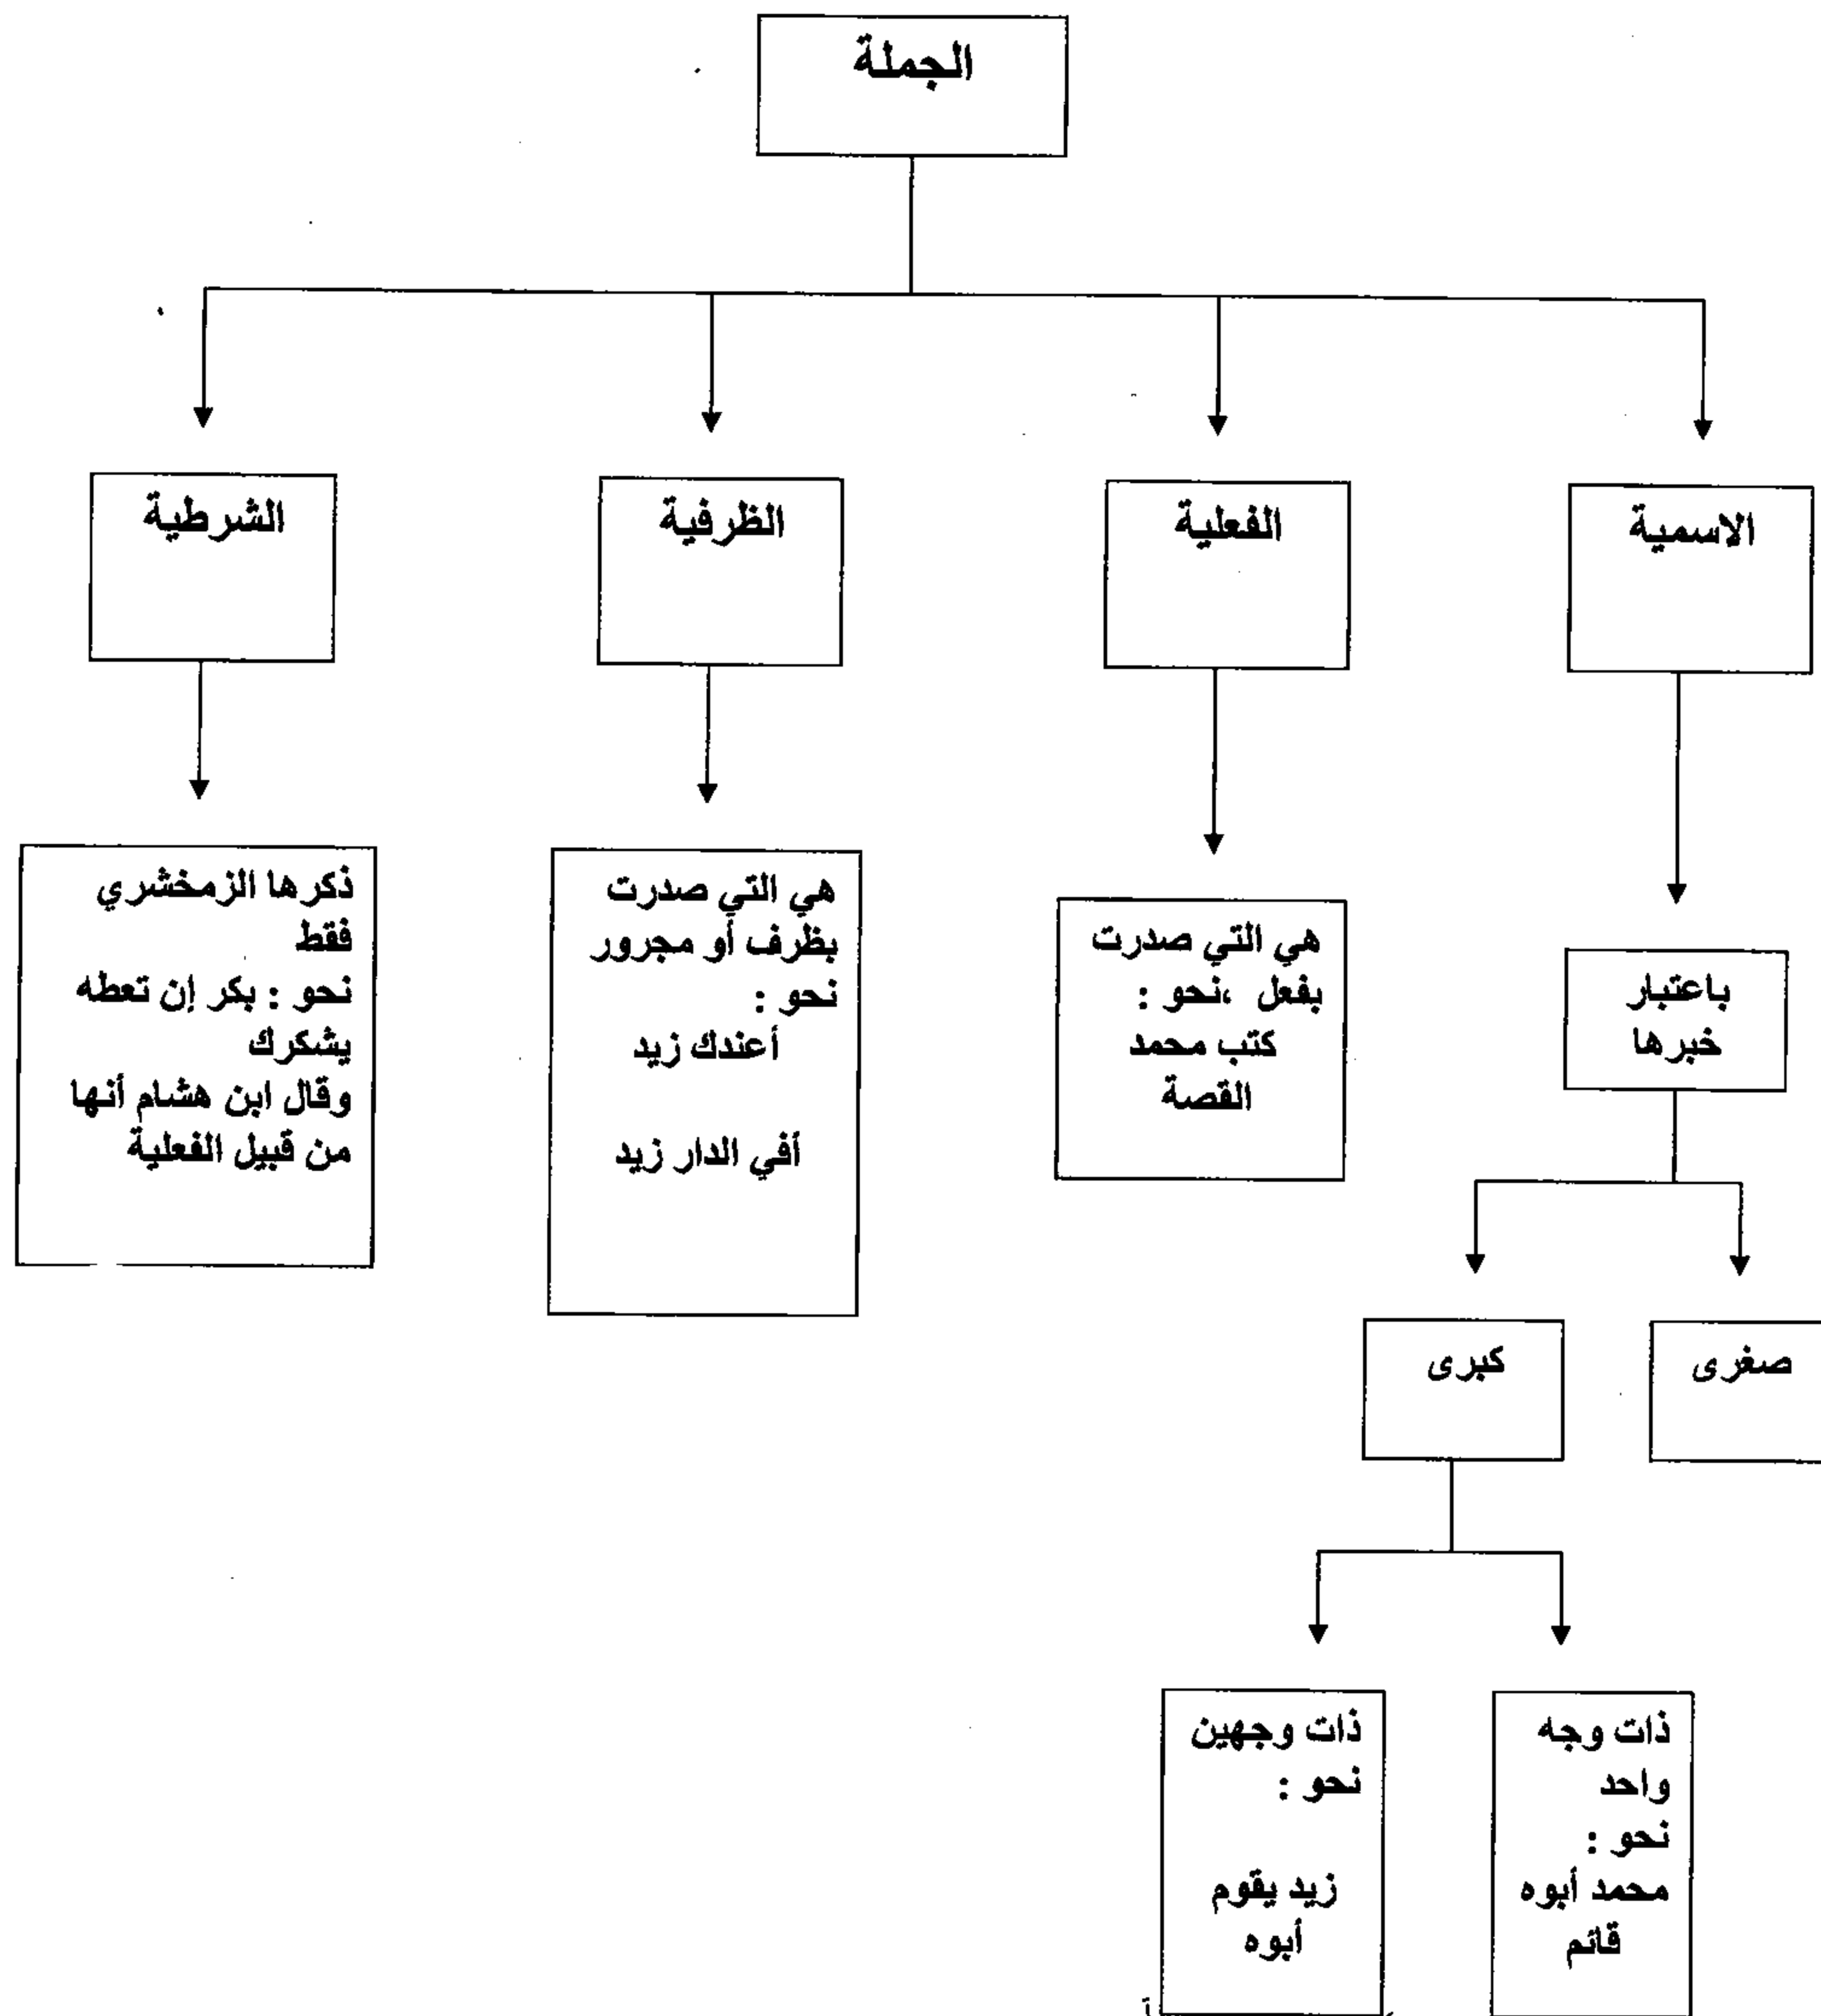 الجملة
الاسمية
الفعلية
الظرفية
الشرطية
باعتبار
خبرها
هي التي صدرت
بفعل ،نحو :
كتب محمد
القصة
هي التي صدرت
بظرف أو مجرور
نحو :
أعندك زيد
أفي الدار زيد
ذكرها الزمخشري
فقط
نحو : بكر إن تعطه
يشكرك
وقال ابن هشام أنها
من قبيل الفعلية
صغرى
كبرى
ذات وجه
واحد
نحو :
محمد أبوه
قائم
ذات وجهين
نحو :
زيد يقوم
أبوه